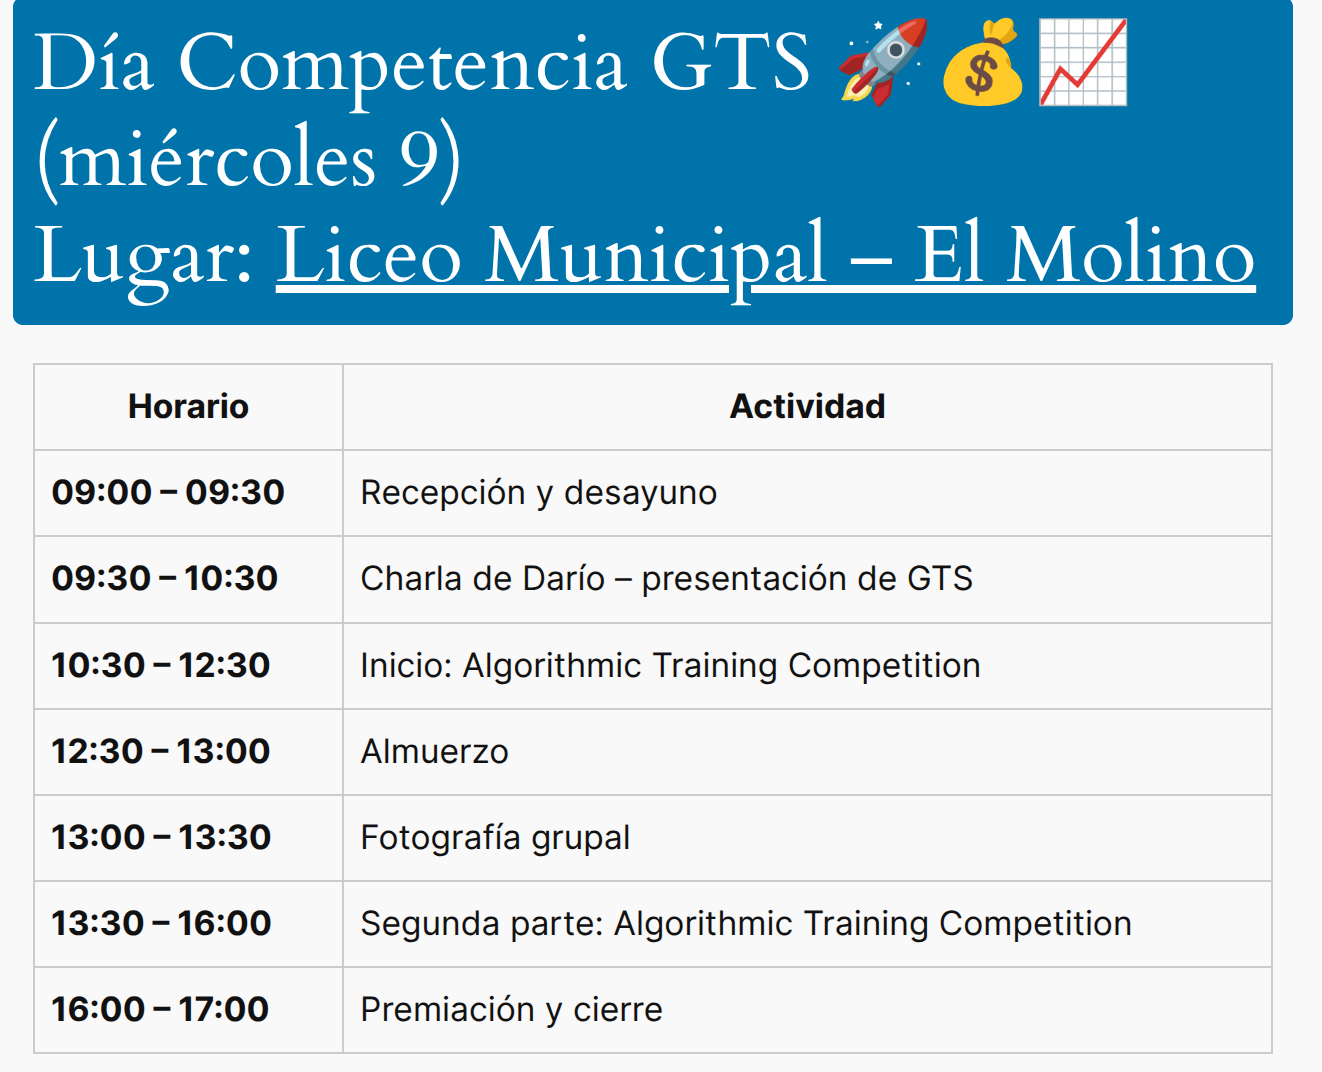 Día Competencia GTS 🚀💰📈
(miércoles 9)
Lugar: Liceo Municipal – El Molino
Horario Actividad
09:00 – 09:30 Recepción y desayuno
09:30 – 10:30 Charla de Darío – presentación de GTS
10:30 – 12:30 Inicio: Algorithmic Training Competition
12:30 – 13:00 Almuerzo
13:00 – 13:30 Fotografía grupal
13:30 – 16:00 Segunda parte: Algorithmic Training Competition
16:00 – 17:00 Premiación y cierre